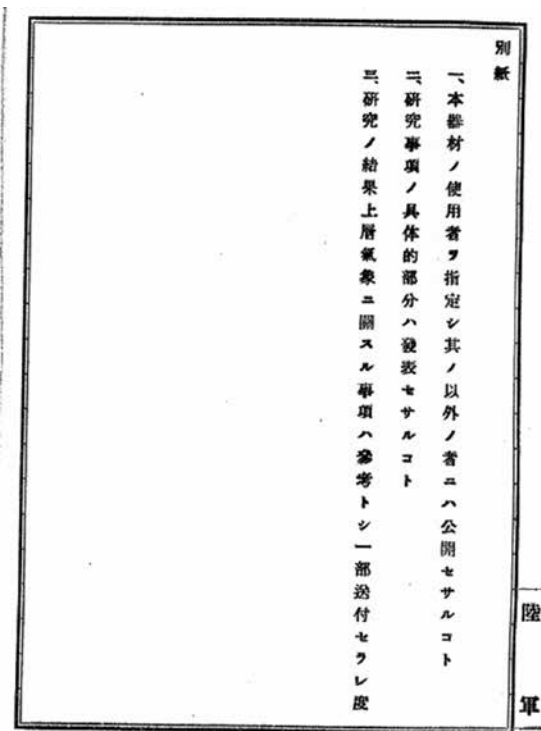 別紙
一、本器材ノ使用者ヲ指定シ其ノ以外ノ者ニハ公開セサルコト
二、研究事項ノ具体的部分ハ發表セサルコト
三、研究ノ結果上層氣象ニ關スル事項ハ參考トシ一部送付セラレ度
陸軍